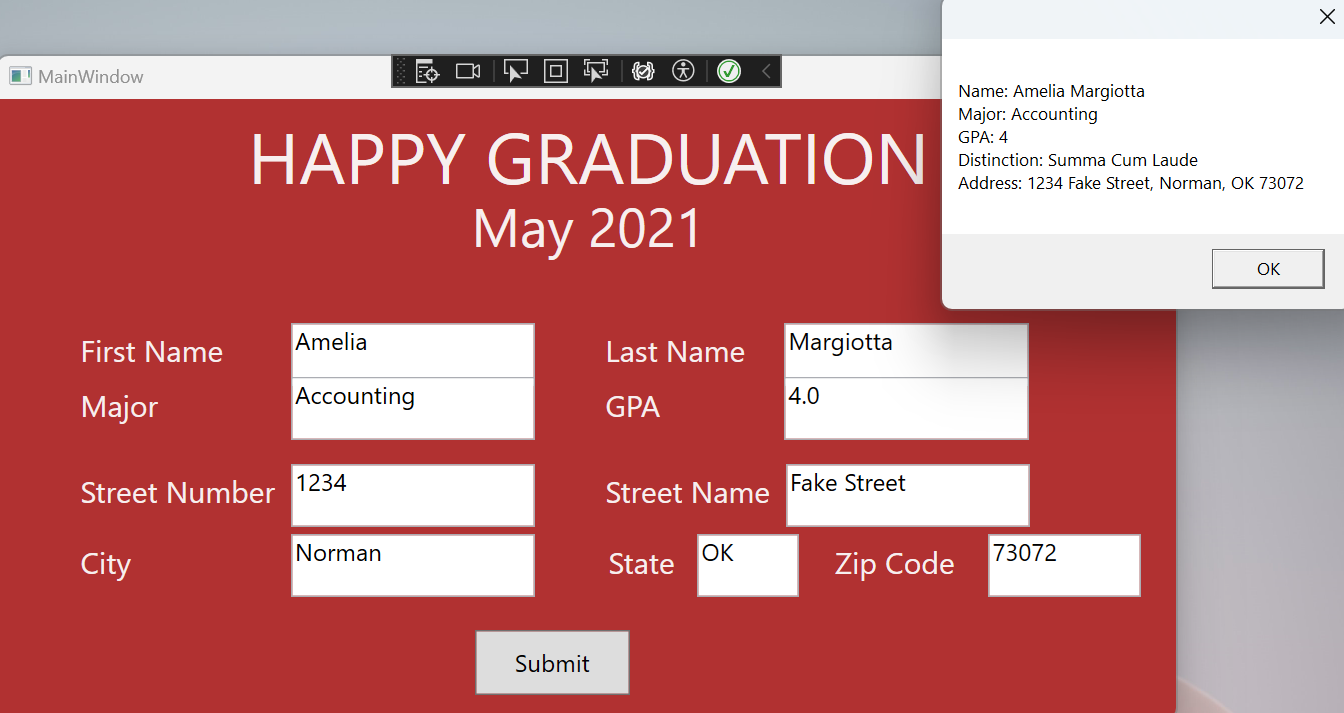 MainWindow
HAPPY GRADUATION
May 2021
First Name Amelia Last Name Margiotta
Major Accounting GPA 4.0
Street Number 1234 Street Name Fake Street
City Norman State OK Zip Code 73072
Submit
Name: Amelia Margiotta
Major: Accounting
GPA: 4
Distinction: Summa Cum Laude
Address: 1234 Fake Street, Norman, OK 73072
OK